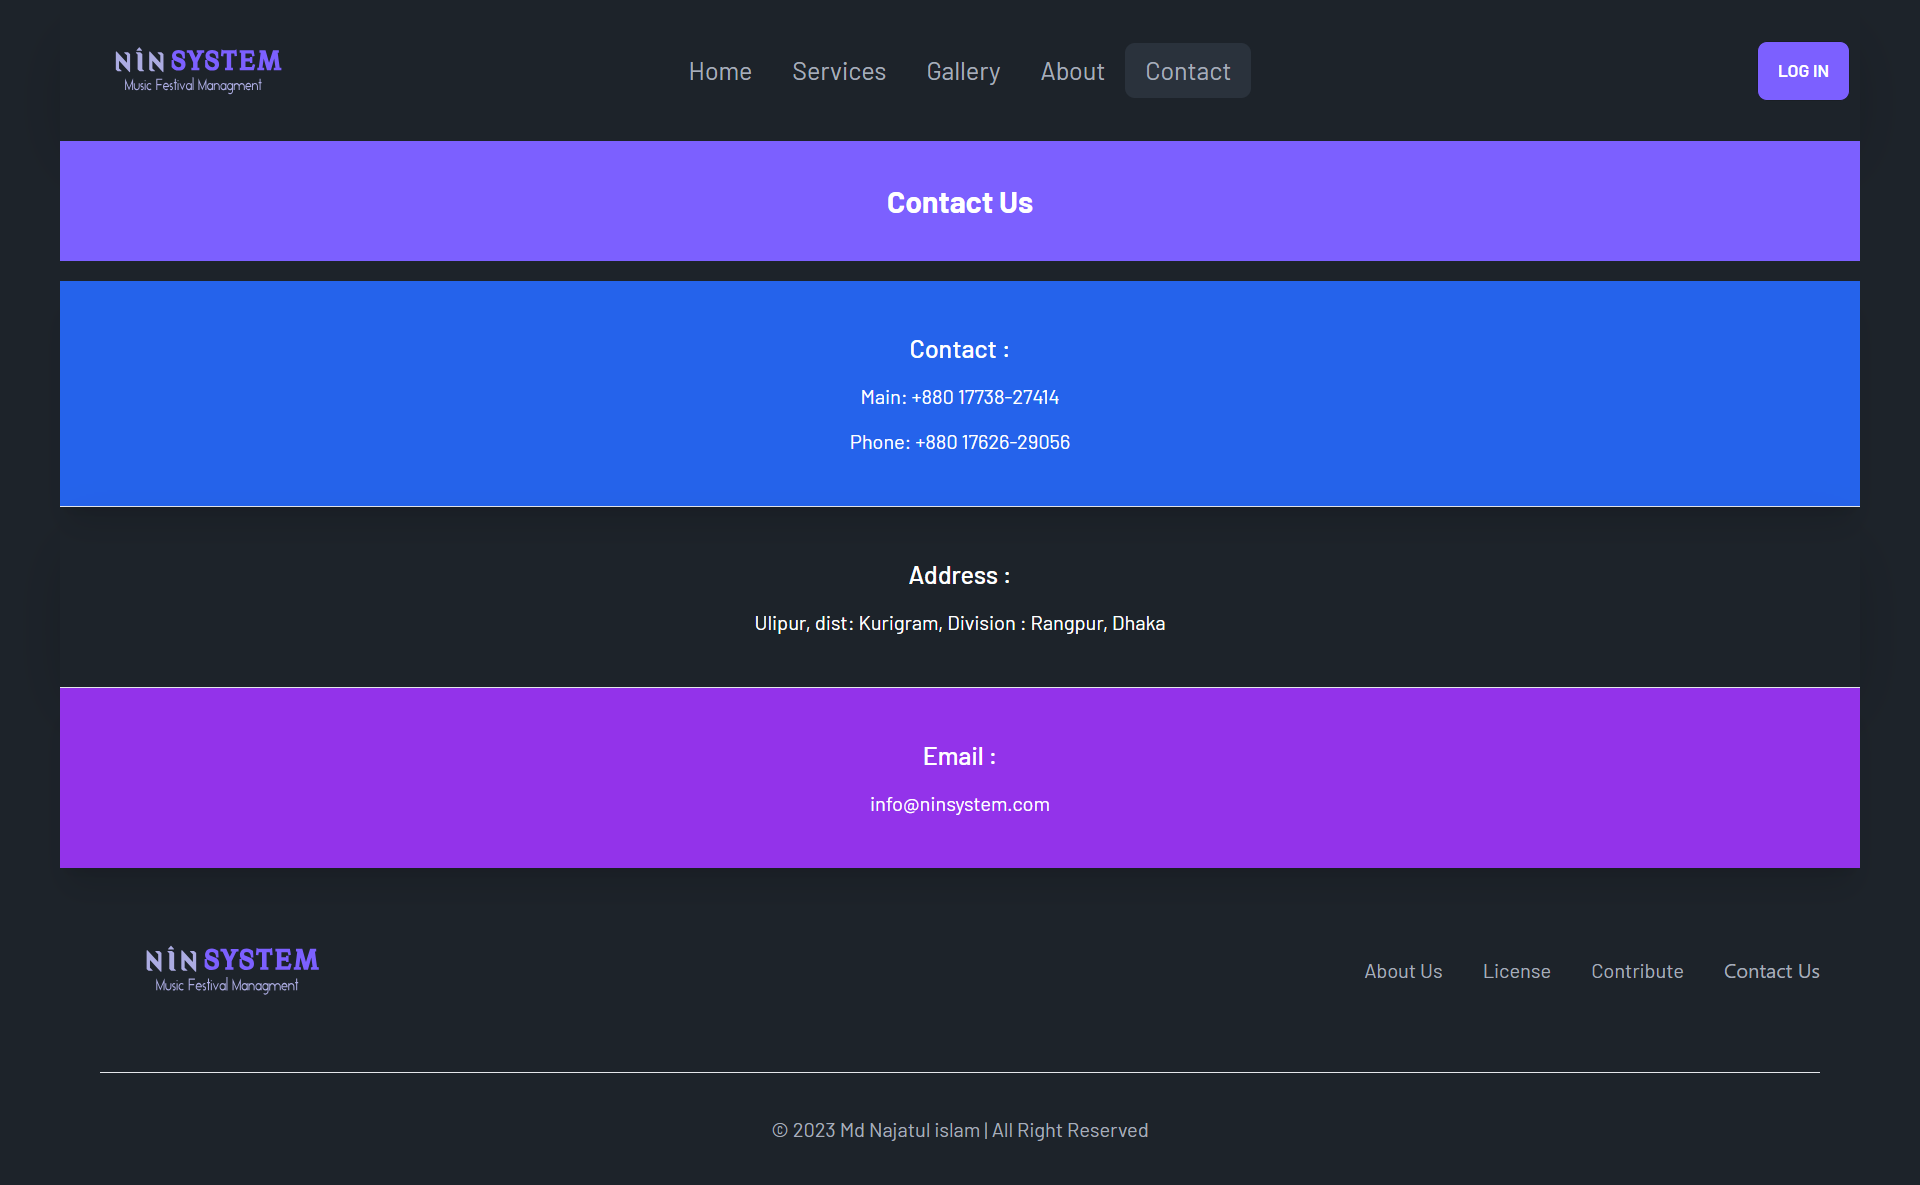 NiN SYSTEM
Music Festival Managment
Home Services Gallery About Contact
LOG IN
Contact Us
Contact :
Main: +880 17738-27414
Phone: +880 17626-29056
Address :
Ulipur, dist: Kurigram, Division : Rangpur, Dhaka
Email :
info@ninsystem.com
NiN SYSTEM
Music Festival Managment
About Us License Contribute Contact Us
© 2023 Md Najatul islam | All Right Reserved